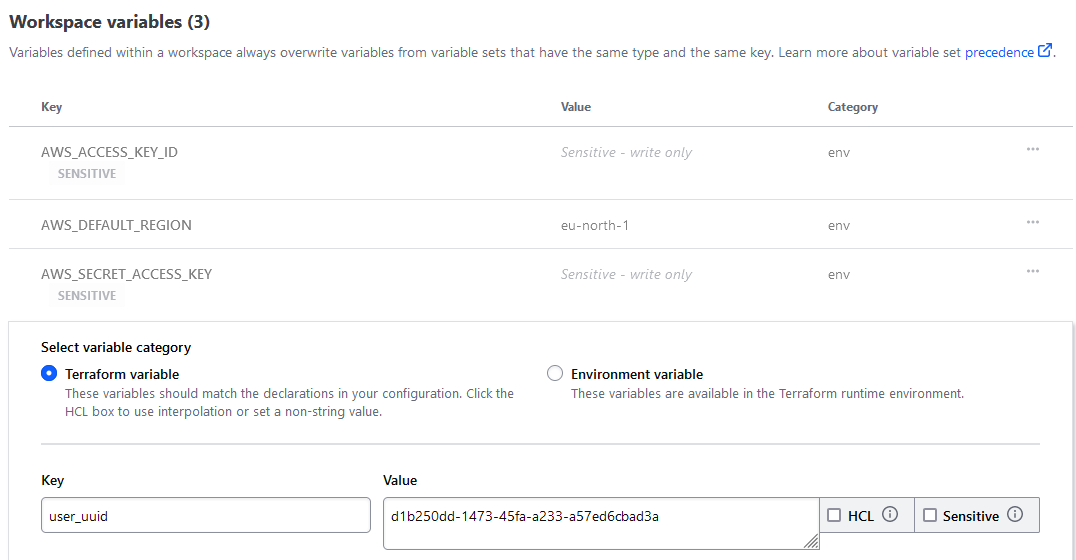 Workspace variables (3)
Variables defined within a workspace always overwrite variables from variable sets that have the same type and the same key. Learn more about variable set precedence.
Key Value Category
AWS_ACCESS_KEY_ID Sensitive - write only env
SENSITIVE
AWS_DEFAULT_REGION eu-north-1 env
AWS_SECRET_ACCESS_KEY Sensitive - write only env
SENSITIVE
Select variable category
Terraform variable Environment variable
These variables should match the declarations in your configuration. Click the These variables are available in the Terraform runtime environment.
HCL box to use interpolation or set a non-string value.
Key Value
user_uuid d1b250dd-1473-45fa-a233-a57ed6cbad3a HCL Sensitive